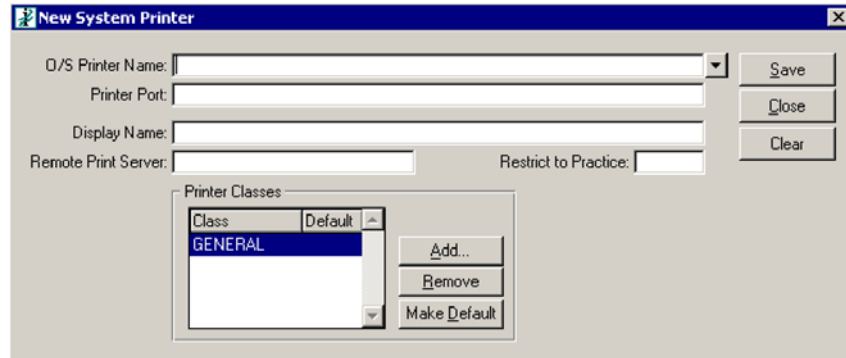 New System Printer
O/S Printer Name:
Save
Printer Port:
Close
Display Name:
Clear
Remote Print Server: Restrict to Practice:
Printer Classes
Class Default
GENERAL
Add...
Remove
Make Default